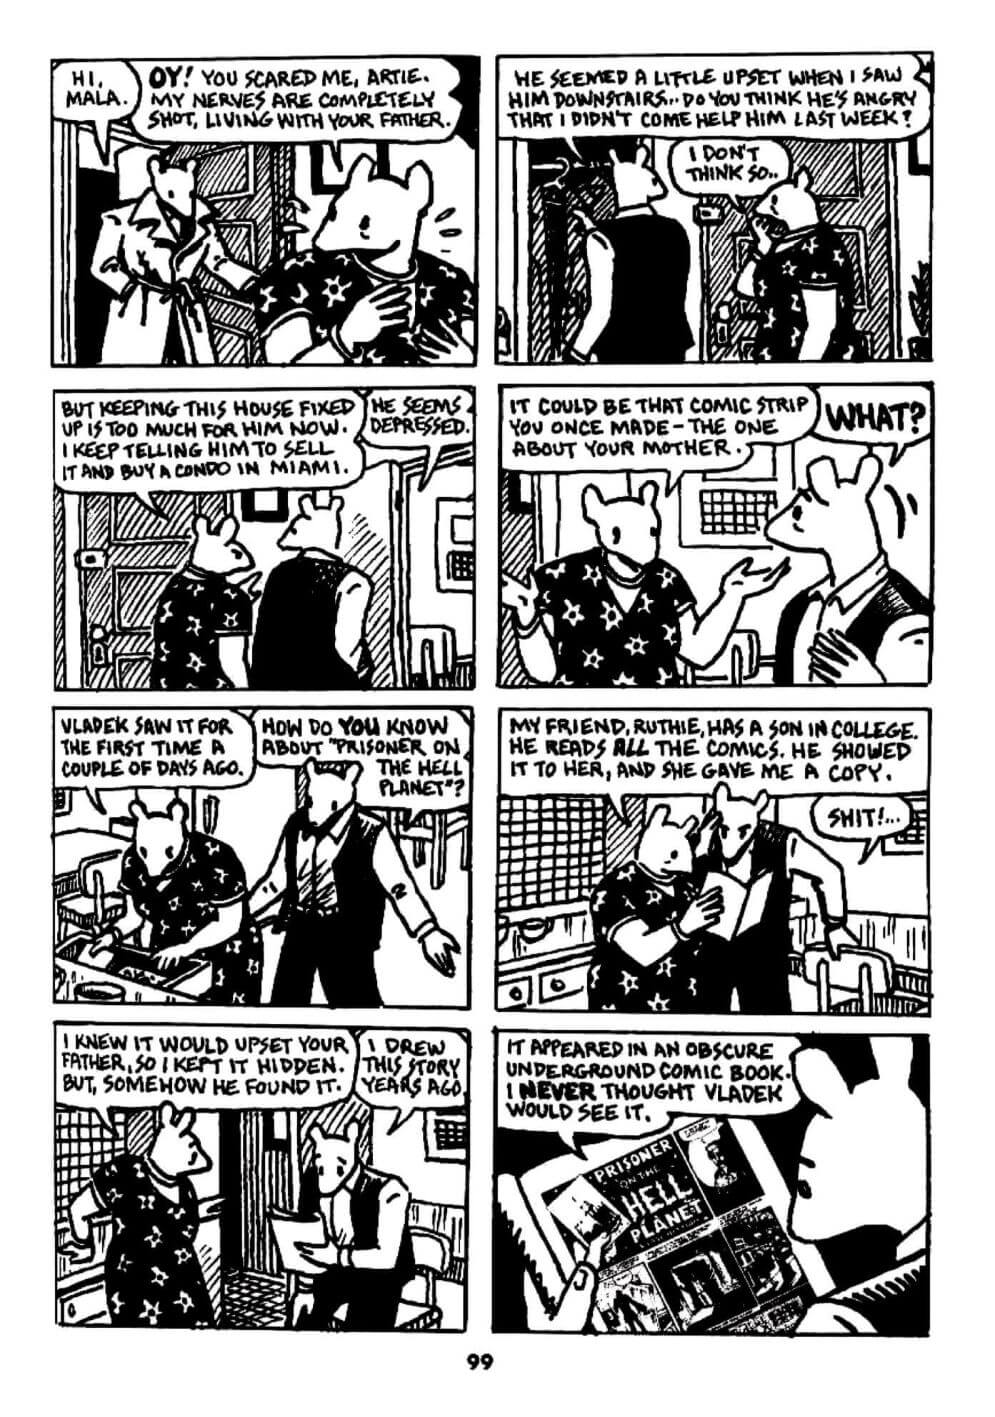 HI,
MALA.
OY! YOU SCARED ME, ARTIE.
MY NERVES ARE COMPLETELY
SHOT, LIVING WITH YOUR FATHER.
HE SEEMED A LITTLE UPSET WHEN I SAW
HIM DOWNSTAIRS.. DO YOU THINK HE'S ANGRY
THAT I DIDN'T COME HELP HIM LAST WEEK?
I DON'T
THINK SO..
BUT KEEPING THIS HOUSE FIXED
UP IS TOO MUCH FOR HIM NOW.
I KEEP TELLING HIM TO SELL
IT AND BUY A CONDO IN MIAMI.
HE SEEMS
DEPRESSED.
IT COULD BE THAT COMIC STRIP
YOU ONCE MADE - THE ONE
ABOUT YOUR MOTHER.
WHAT?
VLADEK SAW IT FOR
THE FIRST TIME A
COUPLE OF DAYS AGO.
HOW DO YOU KNOW
ABOUT "PRISONER ON
THE HELL
PLANET"?
MY FRIEND, RUTHIE, HAS A SON IN COLLEGE.
HE READS ALL THE COMICS. HE SHOWED
IT TO HER, AND SHE GAVE ME A COPY.
SHIT!...
I KNEW IT WOULD UPSET YOUR
FATHER, SO I KEPT IT HIDDEN.
BUT, SOMEHOW HE FOUND IT.
I DREW
THIS STORY
YEARS AGO
IT APPEARED IN AN OBSCURE
UNDERGROUND COMIC BOOK.
I NEVER THOUGHT VLADEK
WOULD SEE IT.
PRISONER
ON THE
HELL
PLANET
99